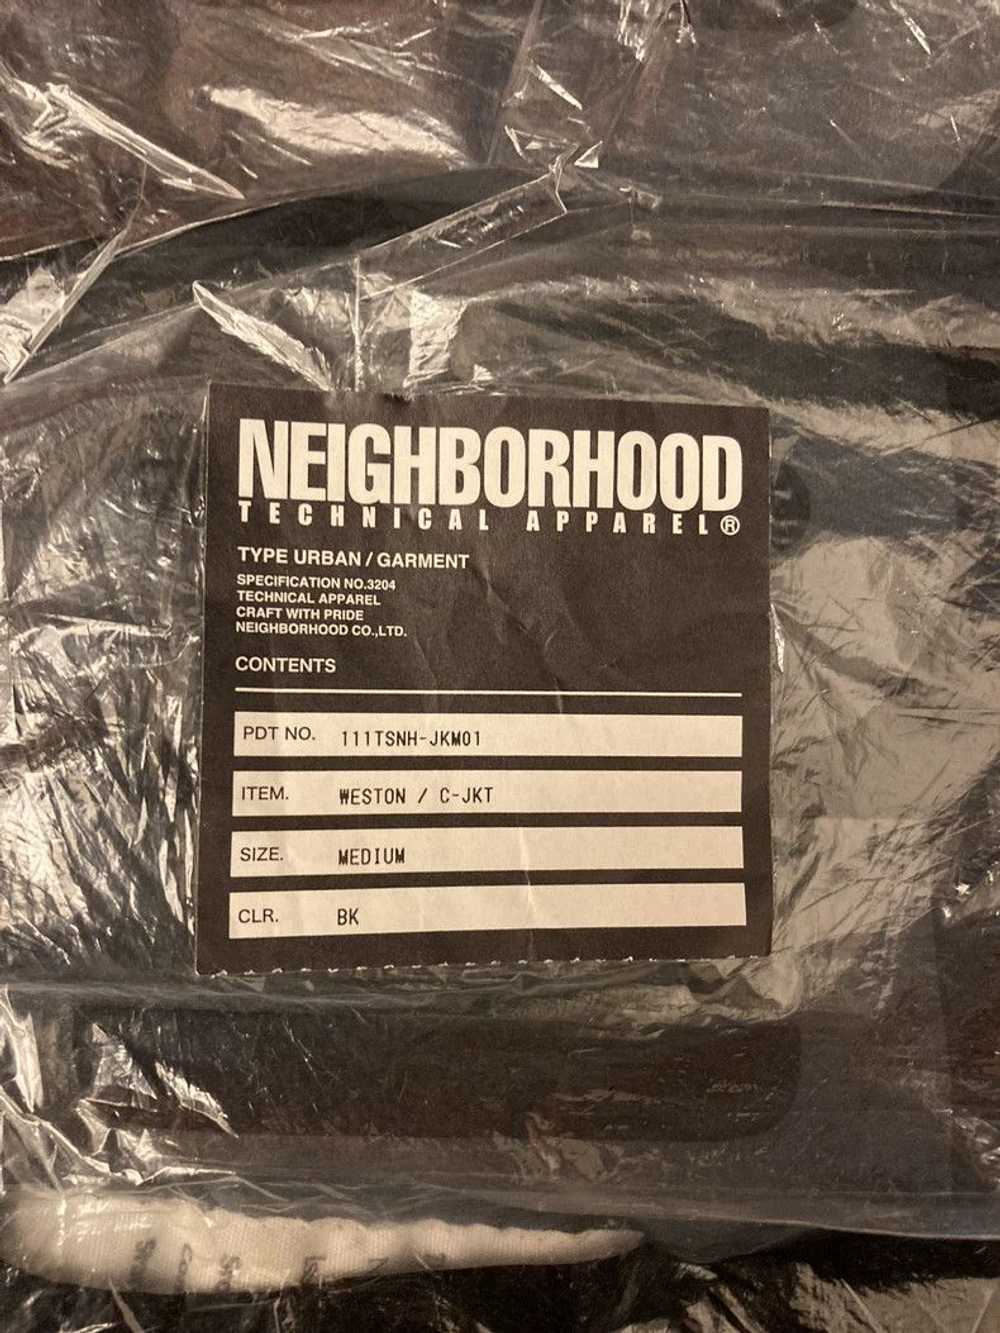 NEIGHBORHOOD
TECHNICAL APPAREL®
TYPE URBAN / GARMENT
SPECIFICATION NO.3204
TECHNICAL APPAREL
CRAFT WITH PRIDE
NEIGHBORHOOD CO.,LTD.
CONTENTS
PDT NO. 111TSNH-JKM01
ITEM. WESTON / C-JKT
SIZE. MEDIUM
CLR. BK